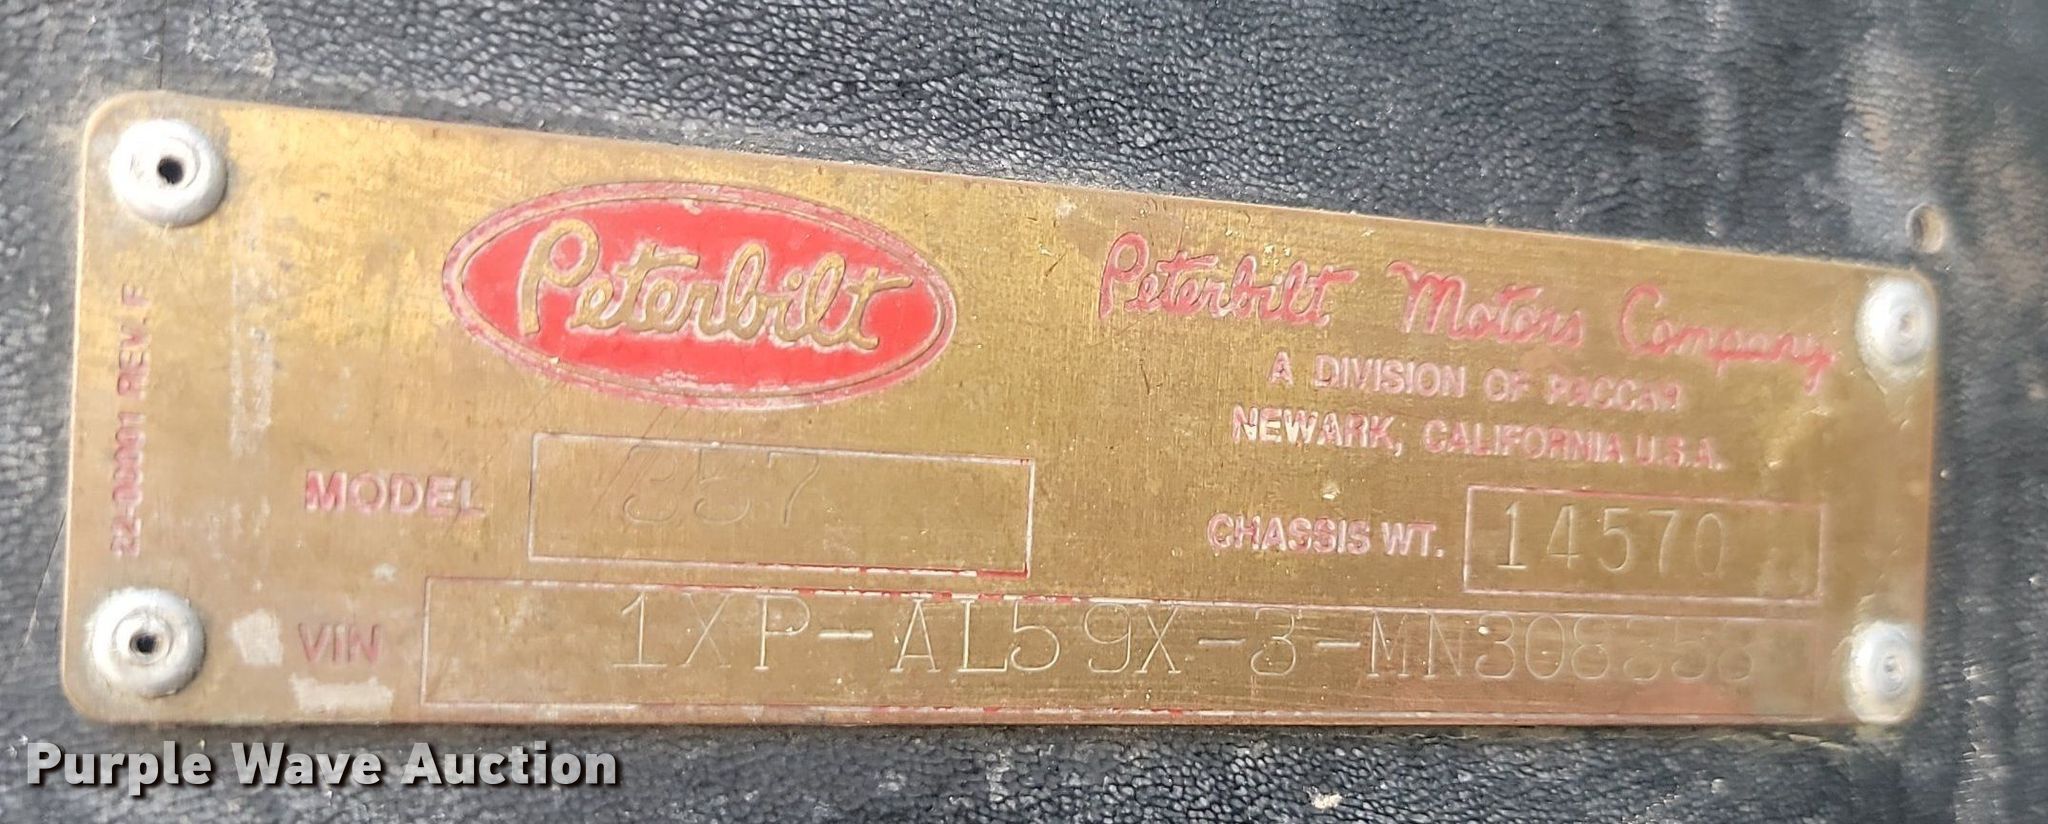 22-00001 REV. F
Peterbilt
Peterbilt Motors Company
A DIVISION OF PACCAR
NEWARK, CALIFORNIA U.S.A.
MODEL 357
CHASSIS WT. 14570
VIN 1XP-AL59X-3-MN308358
Purple Wave Auction